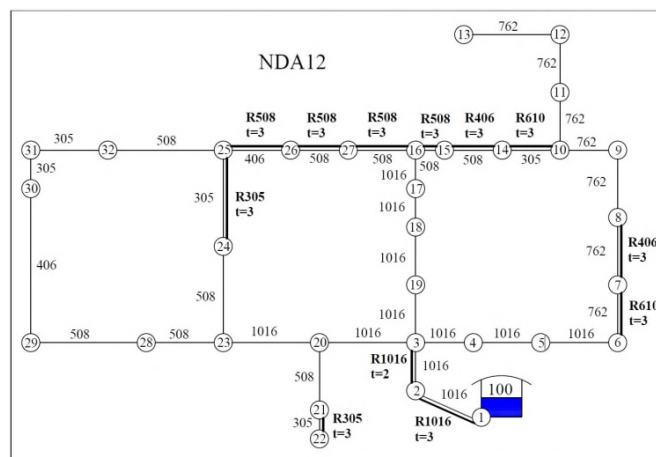 762
13
12
NDA12
762
11
R508
t=3
R508
t=3
R508
t=3
R508
t=3
R406
t=3
R610
t=3
762
305
508
762
31
32
25
26
27
16
15
14
10
9
406
508
508
508
508
305
305
30
1016
17
1016
762
305
R305
t=3
18
8
24
406
1016
762
R406
t=3
19
7
508
1016
762
R610
t=3
508
508
1016
1016
1016
1016
1016
29
28
23
20
3
4
5
6
R1016
t=2
1016
508
2
1016
100
1
21
305
R305
t=3
22
R1016
t=3